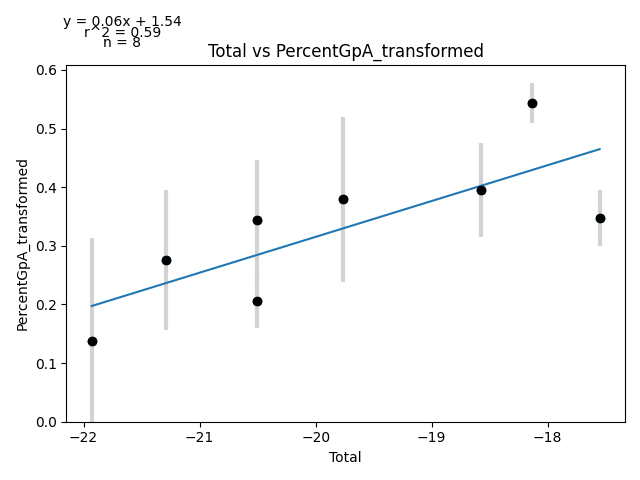 y = 0.06x + 1.54
r^2 = 0.59
n = 8
Total vs PercentGpA_transformed
0.6
0.5
0.4
0.3
0.2
0.1
0.0
PercentGpA_transformed
−22
−21
−20
−19
−18
Total